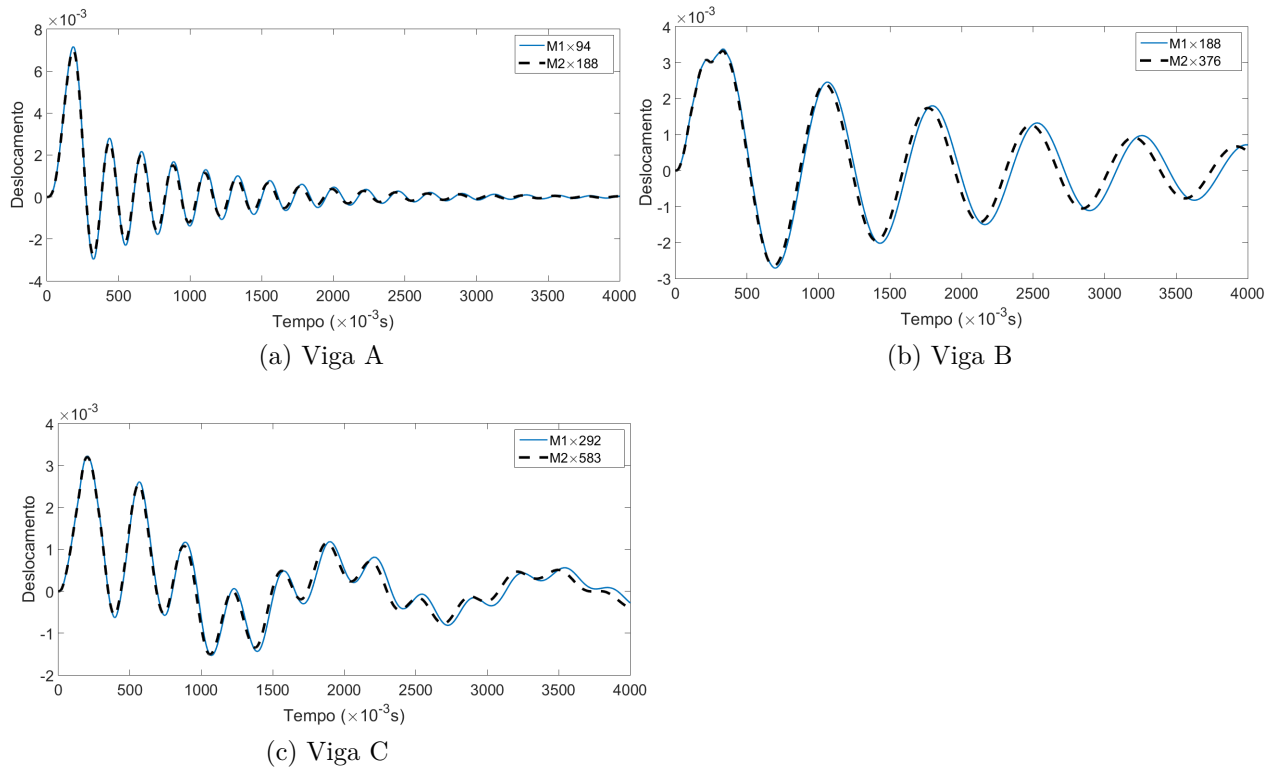 ×10⁻³
8
6
4
2
0
-2
-4
Deslocamento
M1×94
M2×188
0 500 1000 1500 2000 2500 3000 3500 4000
Tempo (×10⁻³s)
(a) Viga A
×10⁻³
4
3
2
1
0
-1
-2
-3
Deslocamento
M1×188
M2×376
0 500 1000 1500 2000 2500 3000 3500 4000
Tempo (×10⁻³s)
(b) Viga B
×10⁻³
4
3
2
1
0
-1
-2
Deslocamento
M1×292
M2×583
0 500 1000 1500 2000 2500 3000 3500 4000
Tempo (×10⁻³s)
(c) Viga C